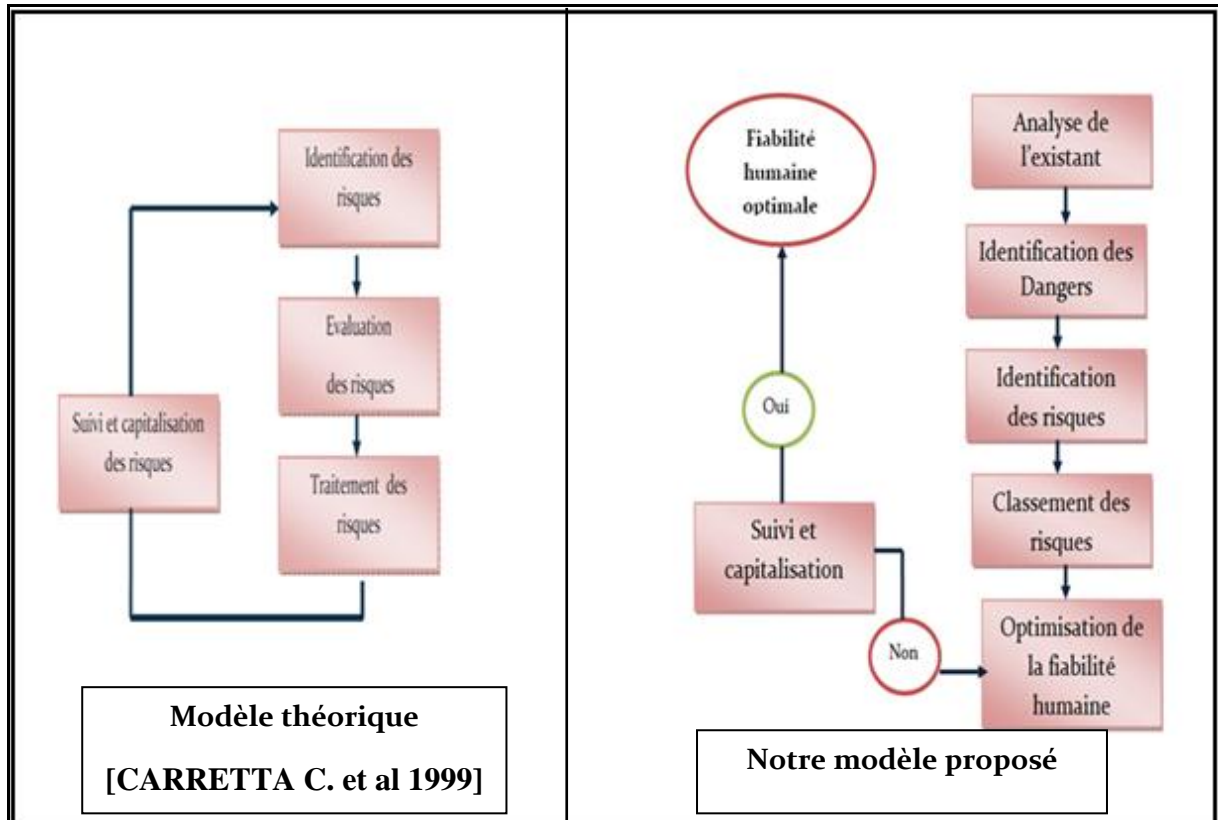 Identification des
risques
Evaluation
des risques
Suivi et capitalisation
des risques
Traitement des
risques
Modèle théorique
[CARRETTA C. et al 1999]
Fiabilité
humaine
optimale
Analyse de
l'existant
Identification des
Dangers
Identification
des risques
Oui
Classement des
risques
Suivi et
capitalisation
Non
Optimisation de
la fiabilité
humaine
Notre modèle proposé